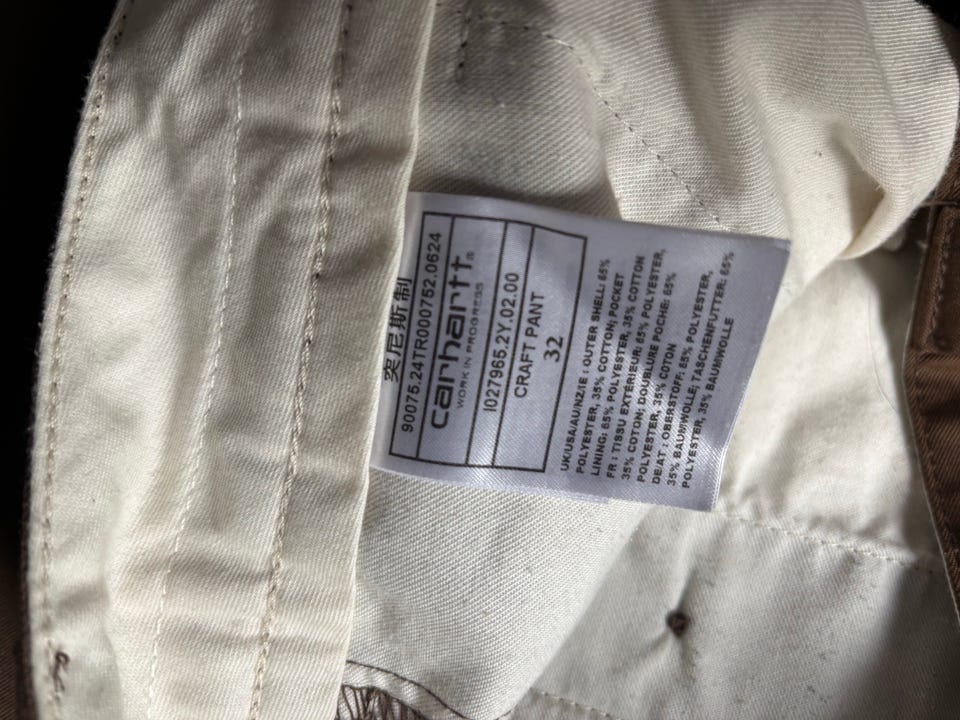 突尼斯制
90075.24TR000752.0624
carhartt
WORK IN PROGRESS
I027965.2Y.02.00
CRAFT PANT
32
UK/USA/AU/NZ/IE : OUTER SHELL: 65%
POLYESTER, 35% COTTON; POCKET
LINING: 65% POLYESTER, 35% COTTON
FR : TISSU EXTÉRIEUR: 65% POLYESTER,
35% COTON; DOUBLURE POCHE: 65%
POLYESTER, 35% COTON
DE/AT : OBERSTOFF: 65% POLYESTER,
35% BAUMWOLLE; TASCHENFUTTER: 65%
POLYESTER, 35% BAUMWOLLE